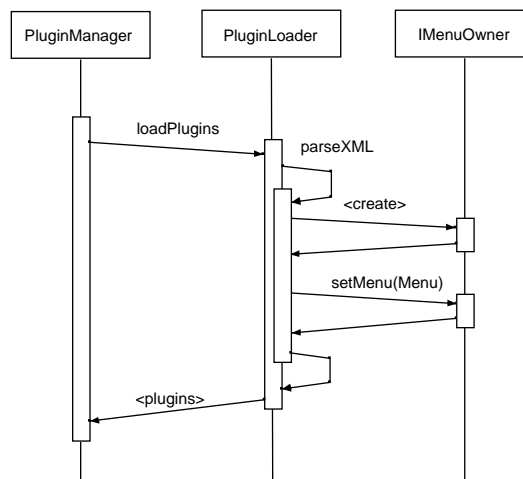 PluginManager
PluginLoader
IMenuOwner
loadPlugins
parseXML
<create>
setMenu(Menu)
<plugins>